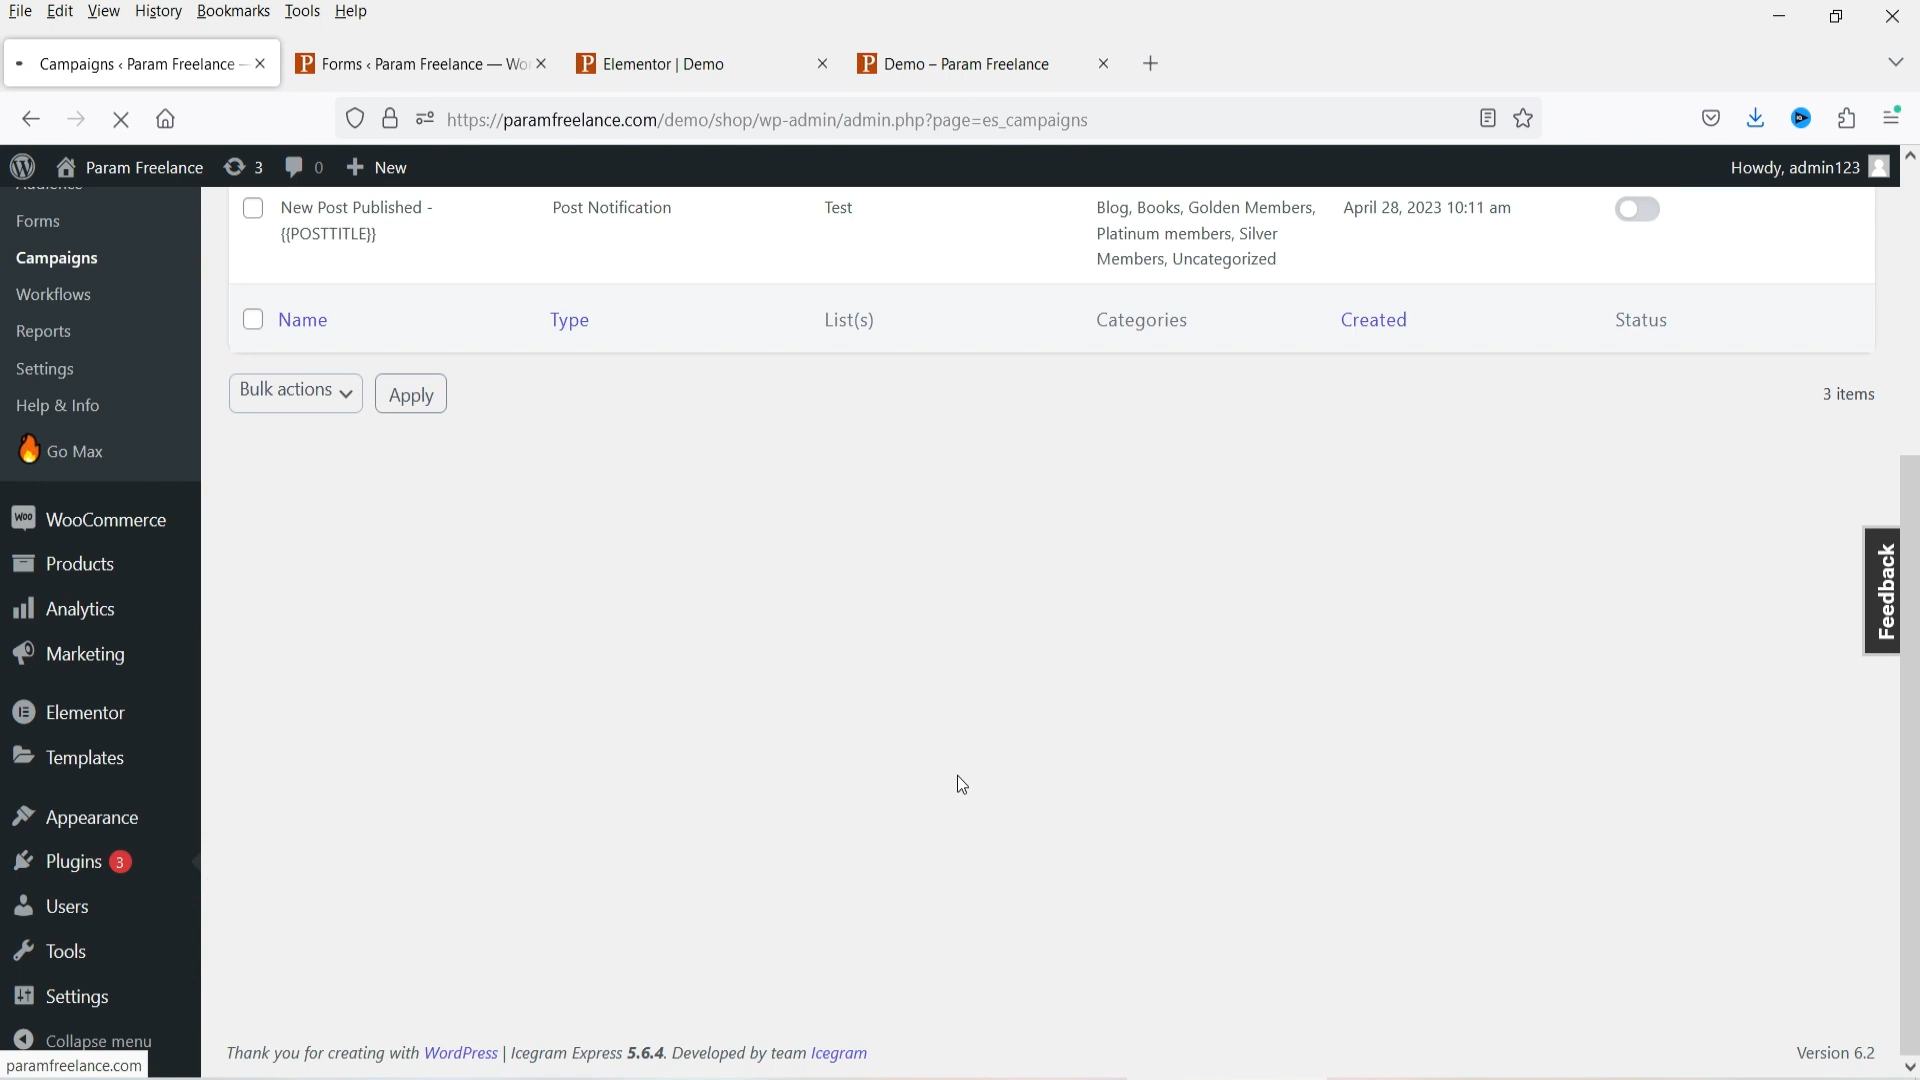 File Edit View History Bookmarks Tools Help
Campaigns ‹ Param Freelance —
Forms ‹ Param Freelance — Wo
Elementor | Demo
Demo – Param Freelance
https://paramfreelance.com/demo/shop/wp-admin/admin.php?page=es_campaigns
Param Freelance 3 0 New
Howdy, admin123
Audience
Forms
Campaigns
Workflows
Reports
Settings
Help & Info
Go Max
WooCommerce
Products
Analytics
Marketing
Elementor
Templates
Appearance
Plugins 3
Users
Tools
Settings
Collapse menu
paramfreelance.com
New Post Published -
{{POSTTITLE}}
Post Notification
Test
Blog, Books, Golden Members,
Platinum members, Silver
Members, Uncategorized
April 28, 2023 10:11 am
Name Type List(s) Categories Created Status
Bulk actions Apply
3 items
Feedback
Thank you for creating with WordPress | Icegram Express 5.6.4. Developed by team Icegram
Version 6.2